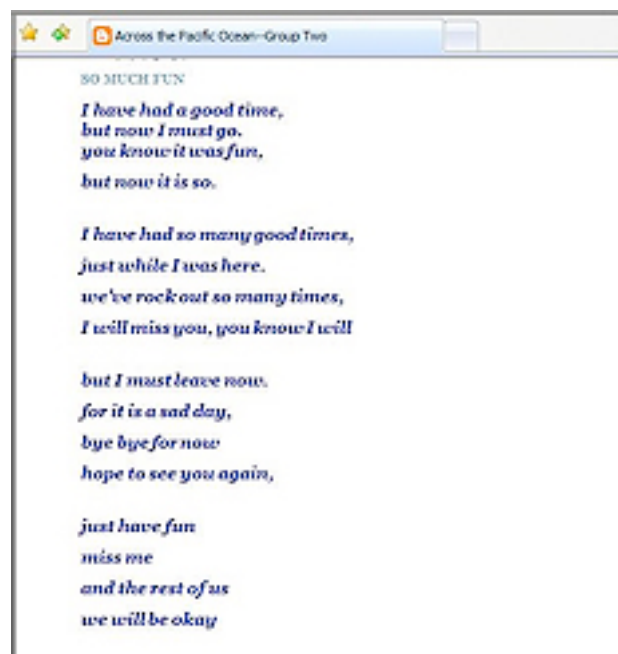 Across the Pacific Ocean--Group Two
SO MUCH FUN
I have had a good time,
but now I must go.
you know it was fun,
but now it is so.
I have had so many good times,
just while I was here.
we've rock out so many times,
I will miss you, you know I will
but I must leave now.
for it is a sad day,
bye bye for now
hope to see you again,
just have fun
miss me
and the rest of us
we will be okay